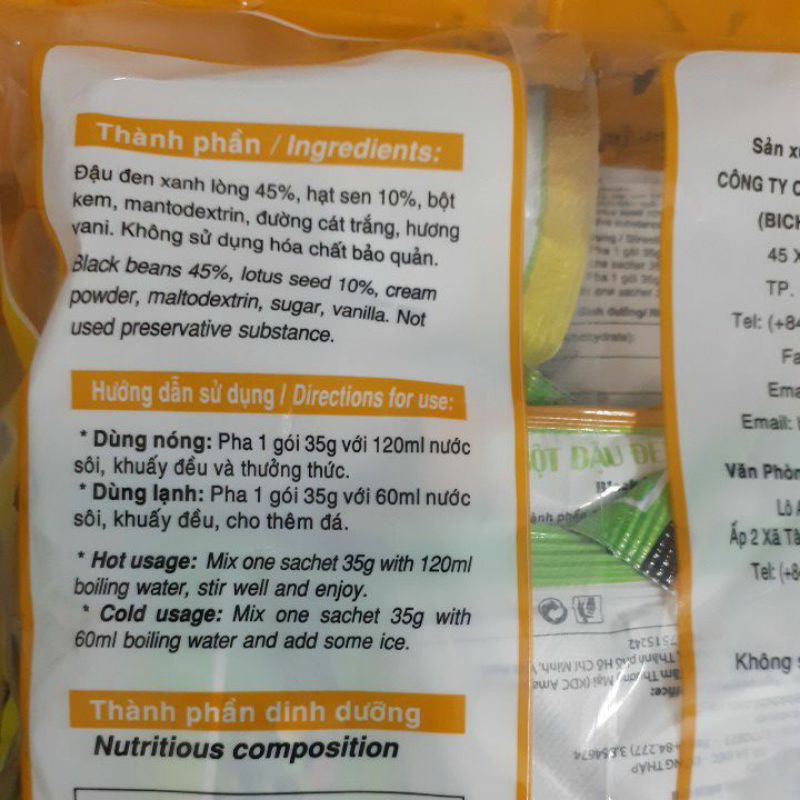 Thành phần / Ingredients:
Đậu đen xanh lòng 45%, hạt sen 10%, bột
kem, mantodextrin, đường cát trắng, hương
vani. Không sử dụng hóa chất bảo quản.
Black beans 45%, lotus seed 10%, cream
powder, maltodextrin, sugar, vanilla. Not
used preservative substance.
Hướng dẫn sử dụng / Directions for use:
* Dùng nóng: Pha 1 gói 35g với 120ml nước
sôi, khuấy đều và thưởng thức.
* Dùng lạnh: Pha 1 gói 35g với 60ml nước
sôi, khuấy đều, cho thêm đá.
* Hot usage: Mix one sachet 35g with 120ml
boiling water, stir well and enjoy.
* Cold usage: Mix one sachet 35g with
60ml boiling water and add some ice.
Thành phần dinh dưỡng
Nutritious composition
Sản
CÔNG TY
(BICH
45 X
TP.
Tel: (+84
Fa
Ema
Email:
Văn Phòn
Lô
Ấp 2 Xã Tâ
Tel: (+8
Không
BỘT ĐẬU ĐE
Black
ành phần
7515242
ĐỒNG THÁP